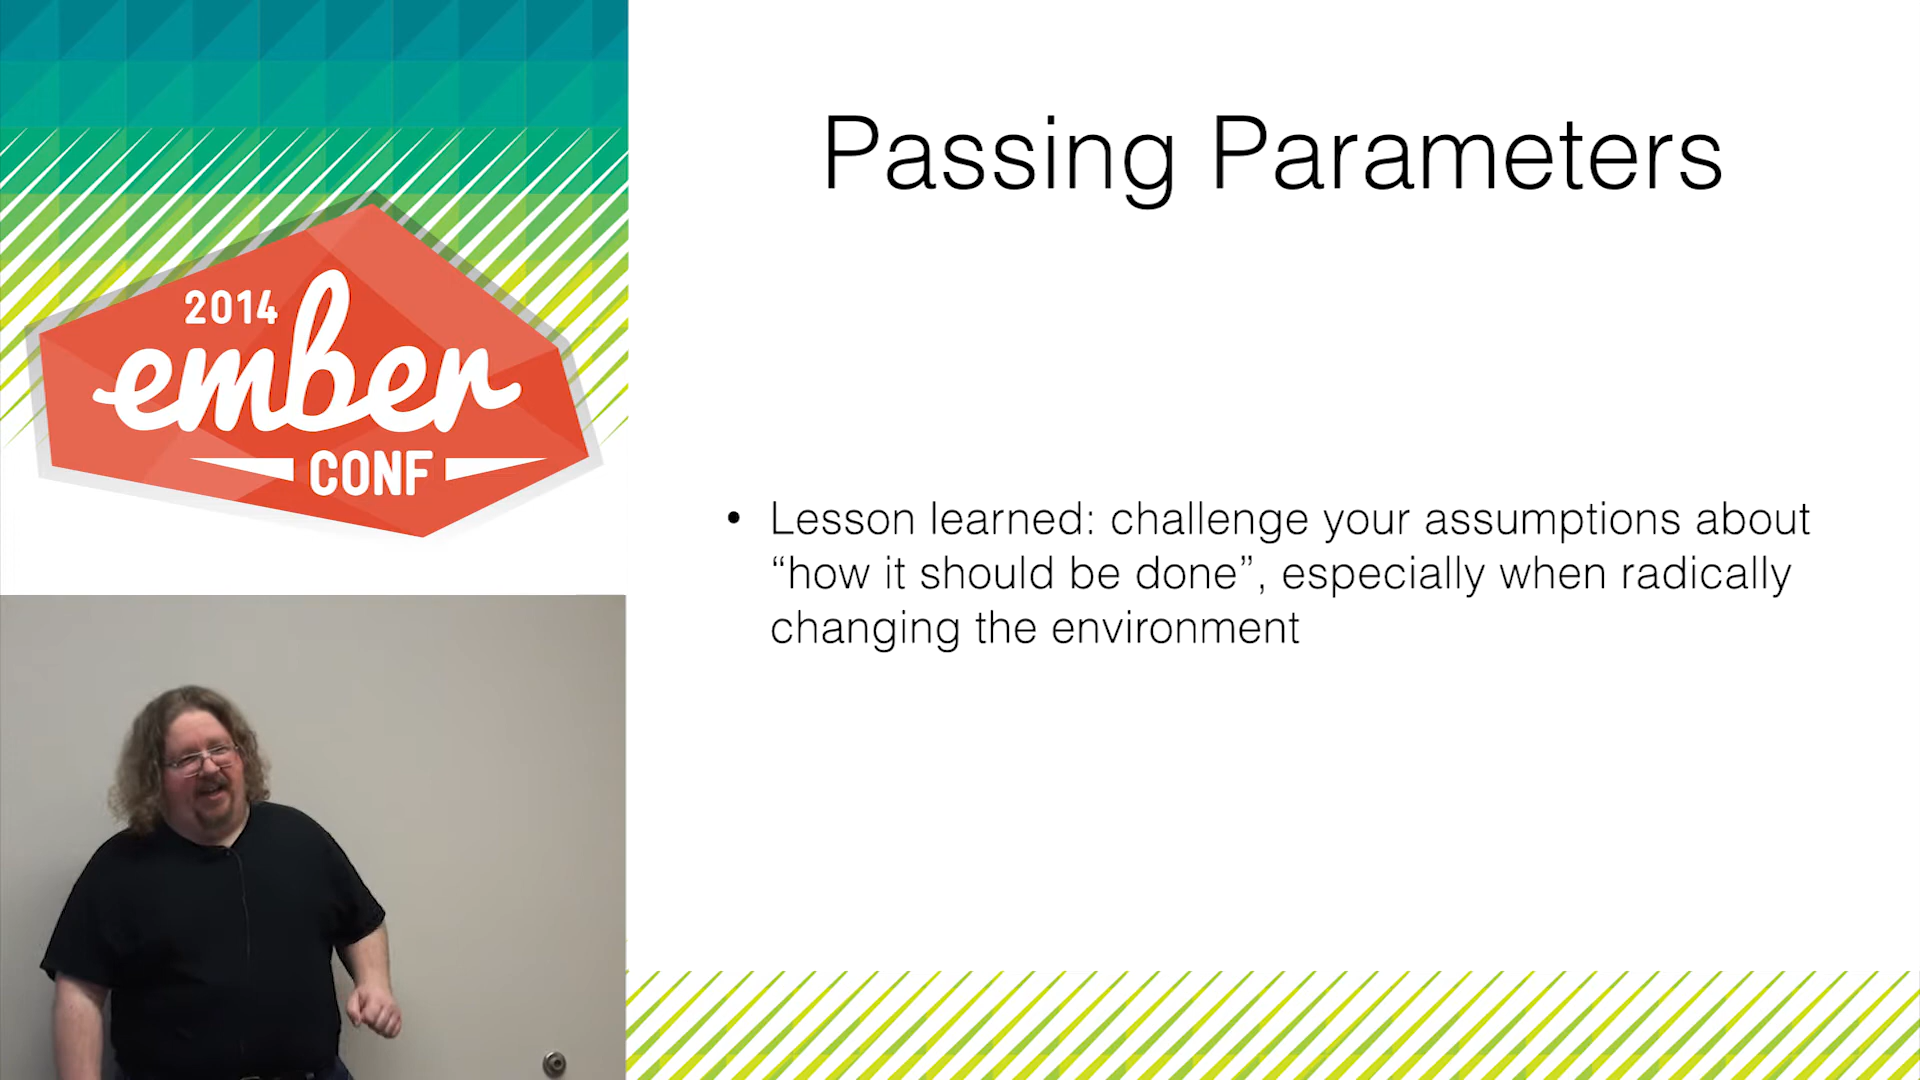 2014
ember
CONF
Passing Parameters
• Lesson learned: challenge your assumptions about
“how it should be done”, especially when radically
changing the environment